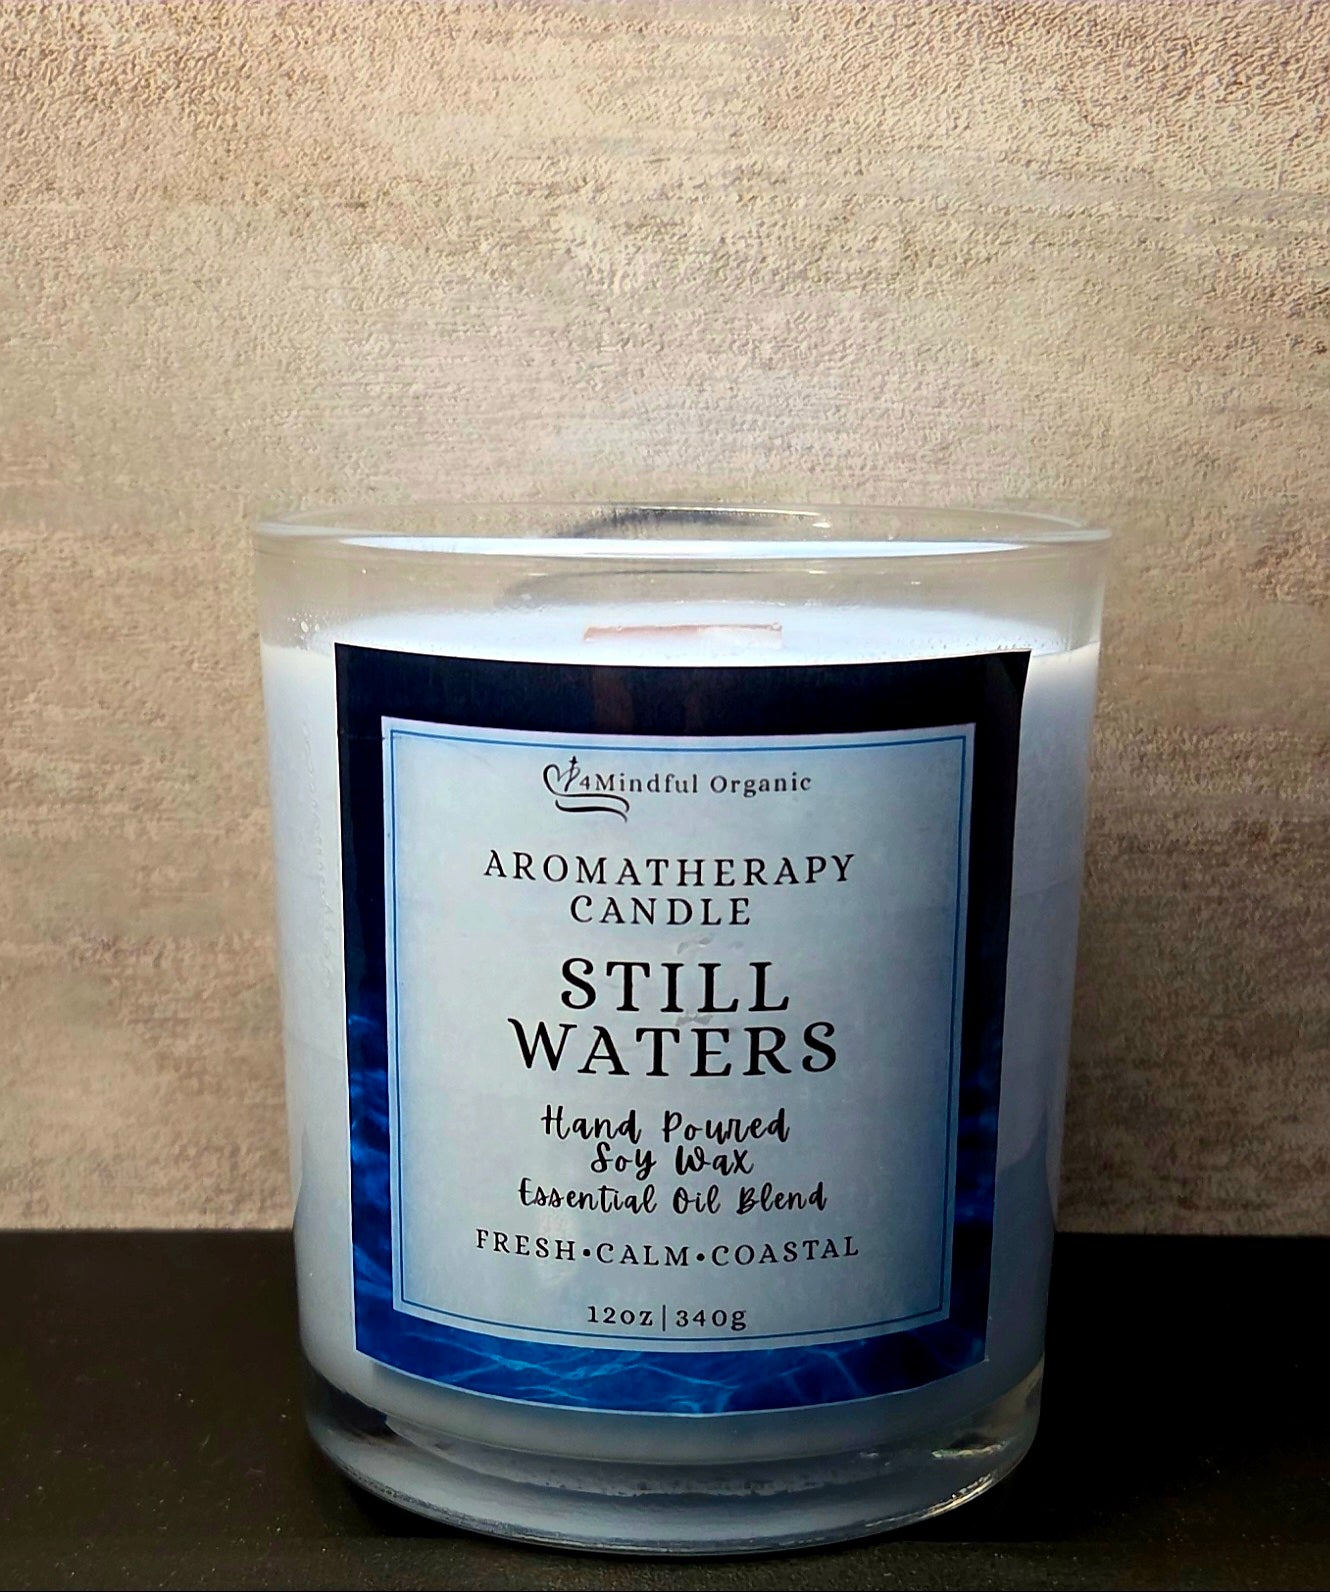 4Mindful Organic
AROMATHERAPY
CANDLE
STILL
WATERS
Hand Poured
Soy Wax
Essential Oil Blend
FRESH•CALM•COASTAL
12oz|340g